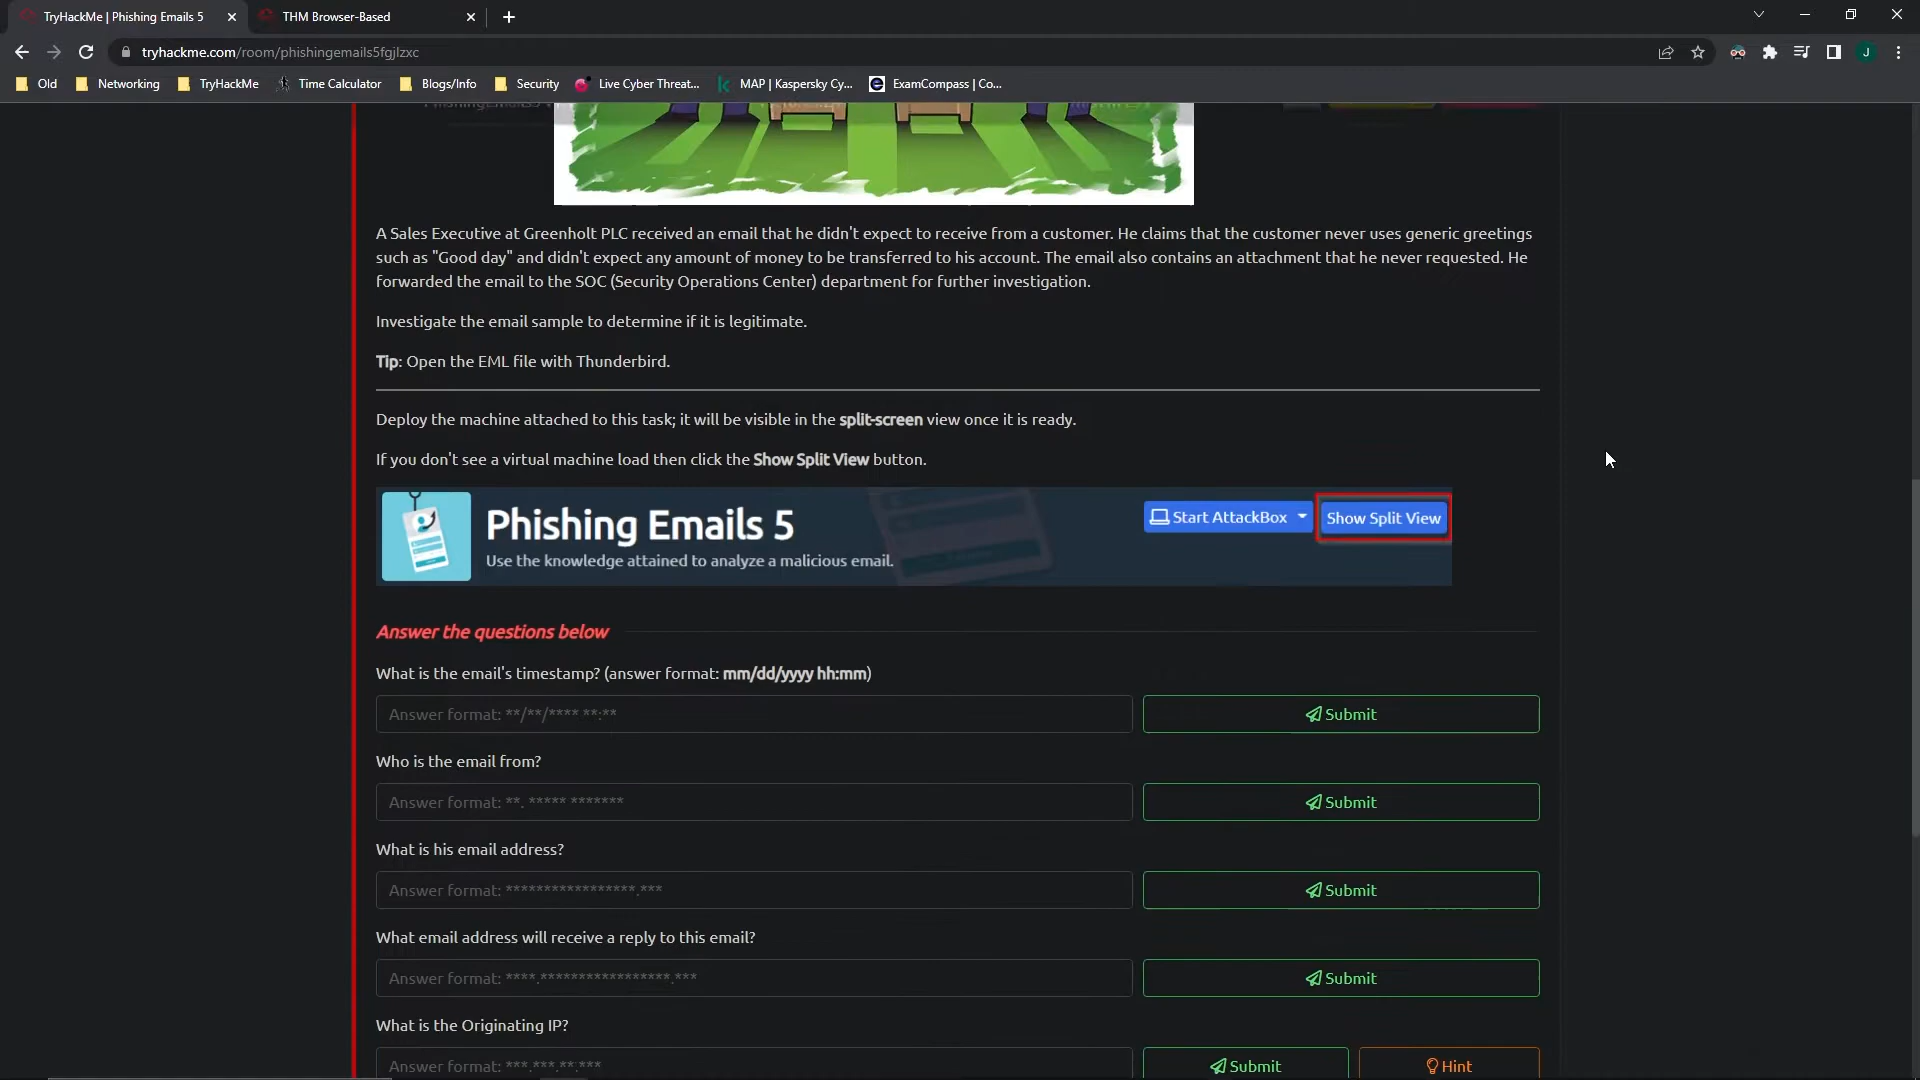 TryHackMe | Phishing Emails 5
THM Browser-Based
tryhackme.com/room/phishingemails5fgjlzxc
J
Old
Networking
TryHackMe
Time Calculator
Blogs/Info
Security
Live Cyber Threat...
MAP | Kaspersky Cy...
ExamCompass | Co...
A Sales Executive at Greenholt PLC received an email that he didn't expect to receive from a customer. He claims that the customer never uses generic greetings
such as "Good day" and didn't expect any amount of money to be transferred to his account. The email also contains an attachment that he never requested. He
forwarded the email to the SOC (Security Operations Center) department for further investigation.
Investigate the email sample to determine if it is legitimate.
Tip: Open the EML file with Thunderbird.
Deploy the machine attached to this task; it will be visible in the split-screen view once it is ready.
If you don't see a virtual machine load then click the Show Split View button.
Phishing Emails 5
Use the knowledge attained to analyze a malicious email.
Start AttackBox
Show Split View
Answer the questions below
What is the email's timestamp? (answer format: mm/dd/yyyy hh:mm)
Answer format: **/**/**** **:**
Submit
Who is the email from?
Answer format: **. ***** *******
Submit
What is his email address?
Answer format: *****************.***
Submit
What email address will receive a reply to this email?
Answer format: ****.*****************.***
Submit
What is the Originating IP?
Answer format: ***.***.**.***
Submit
Hint